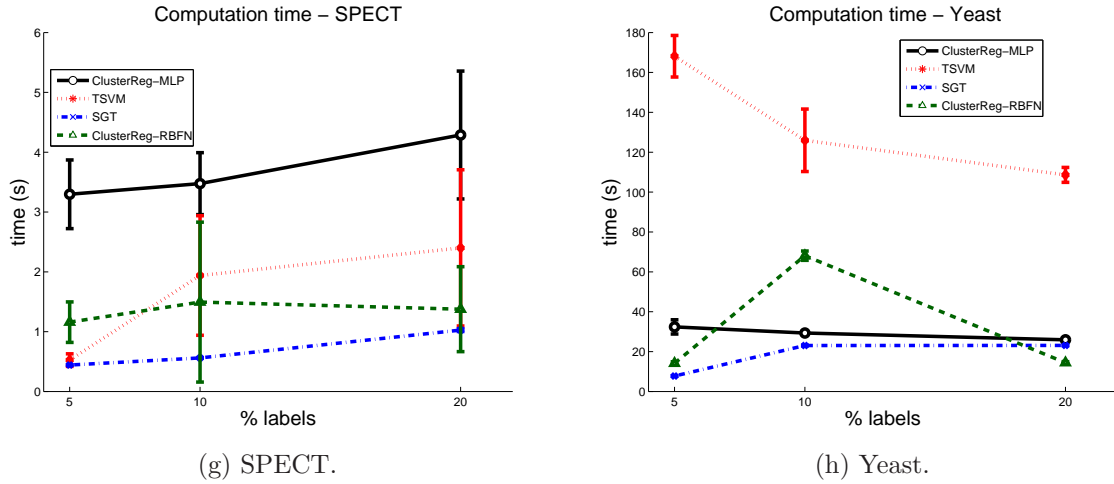 Computation time – SPECT
6
5
4
3
2
1
0
time (s)
ClusterReg–MLP
TSVM
SGT
ClusterReg–RBFN
5
10
20
% labels
(g) SPECT.
Computation time – Yeast
180
160
140
120
100
80
60
40
20
0
time (s)
ClusterReg–MLP
TSVM
SGT
ClusterReg–RBFN
5
10
20
% labels
(h) Yeast.